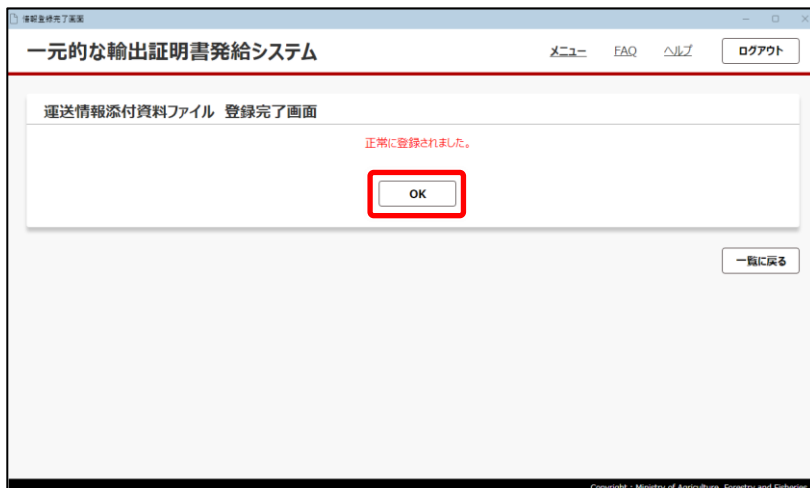 情報登録完了画面
一元的な輸出証明書発給システム メニュー FAQ ヘルプ ログアウト
運送情報添付資料ファイル 登録完了画面
正常に登録されました。
OK
一覧に戻る
Copyright : Ministry of Agriculture, Forestry and Fisheries